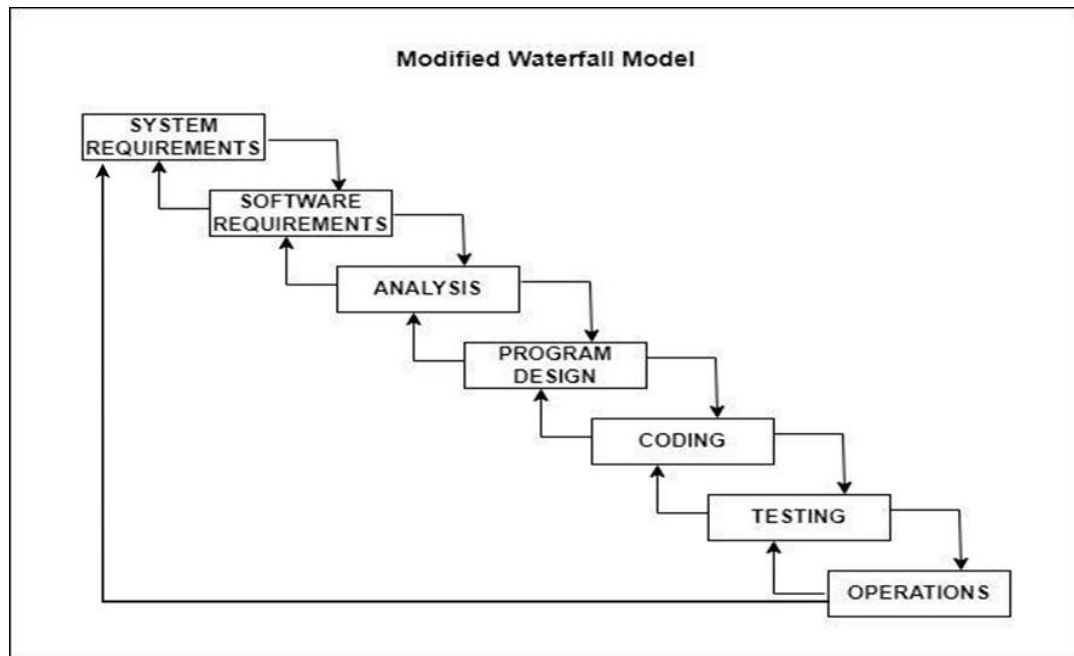 Modified Waterfall Model
SYSTEM
REQUIREMENTS
SOFTWARE
REQUIREMENTS
ANALYSIS
PROGRAM
DESIGN
CODING
TESTING
OPERATIONS